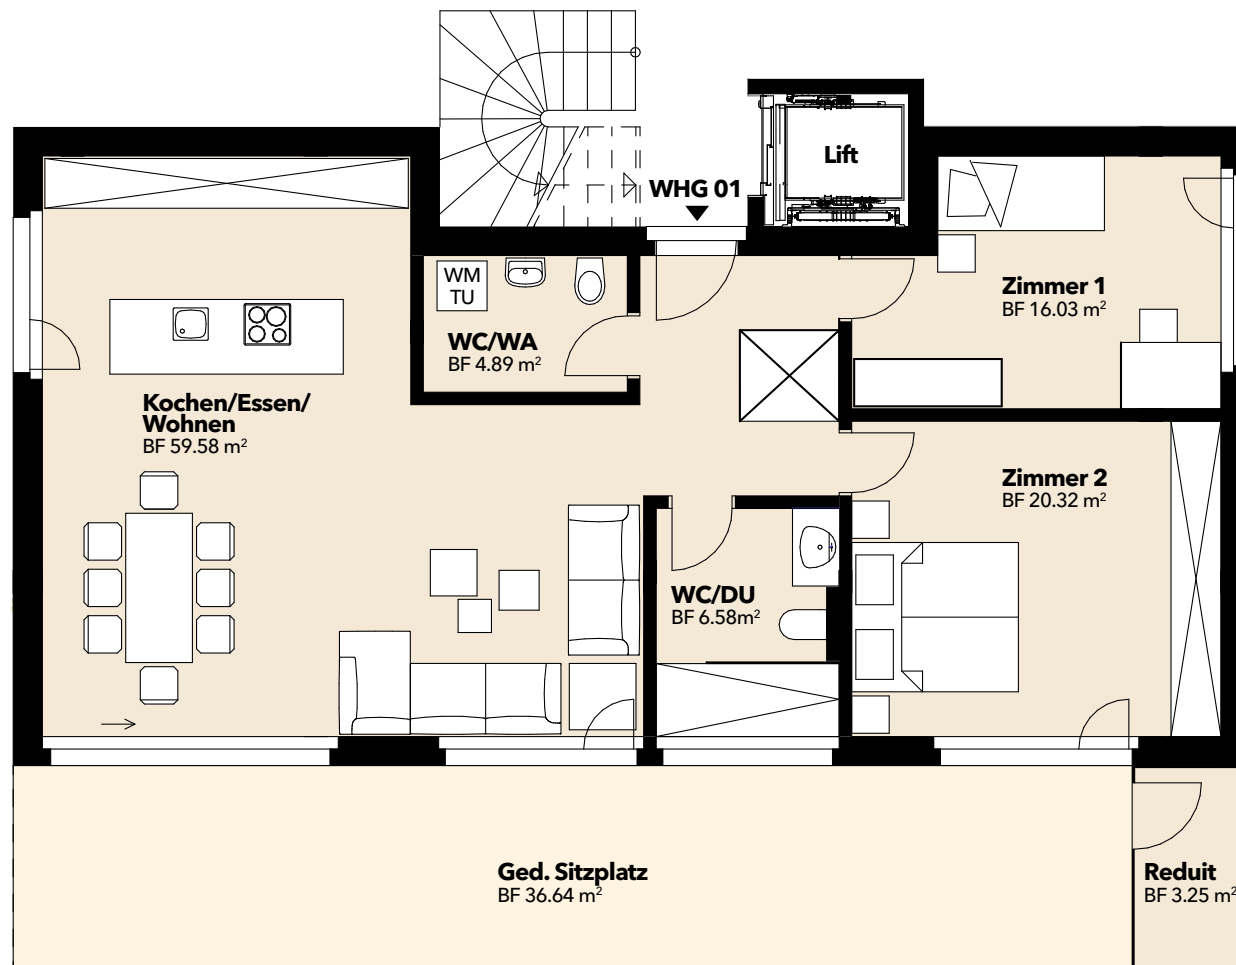 Lift
WHG 01
WM
TU
WC/WA
BF 4.89 m²
Zimmer 1
BF 16.03 m²
Kochen/Essen/
Wohnen
BF 59.58 m²
Zimmer 2
BF 20.32 m²
WC/DU
BF 6.58m²
Ged. Sitzplatz
BF 36.64 m²
Reduit
BF 3.25 m²